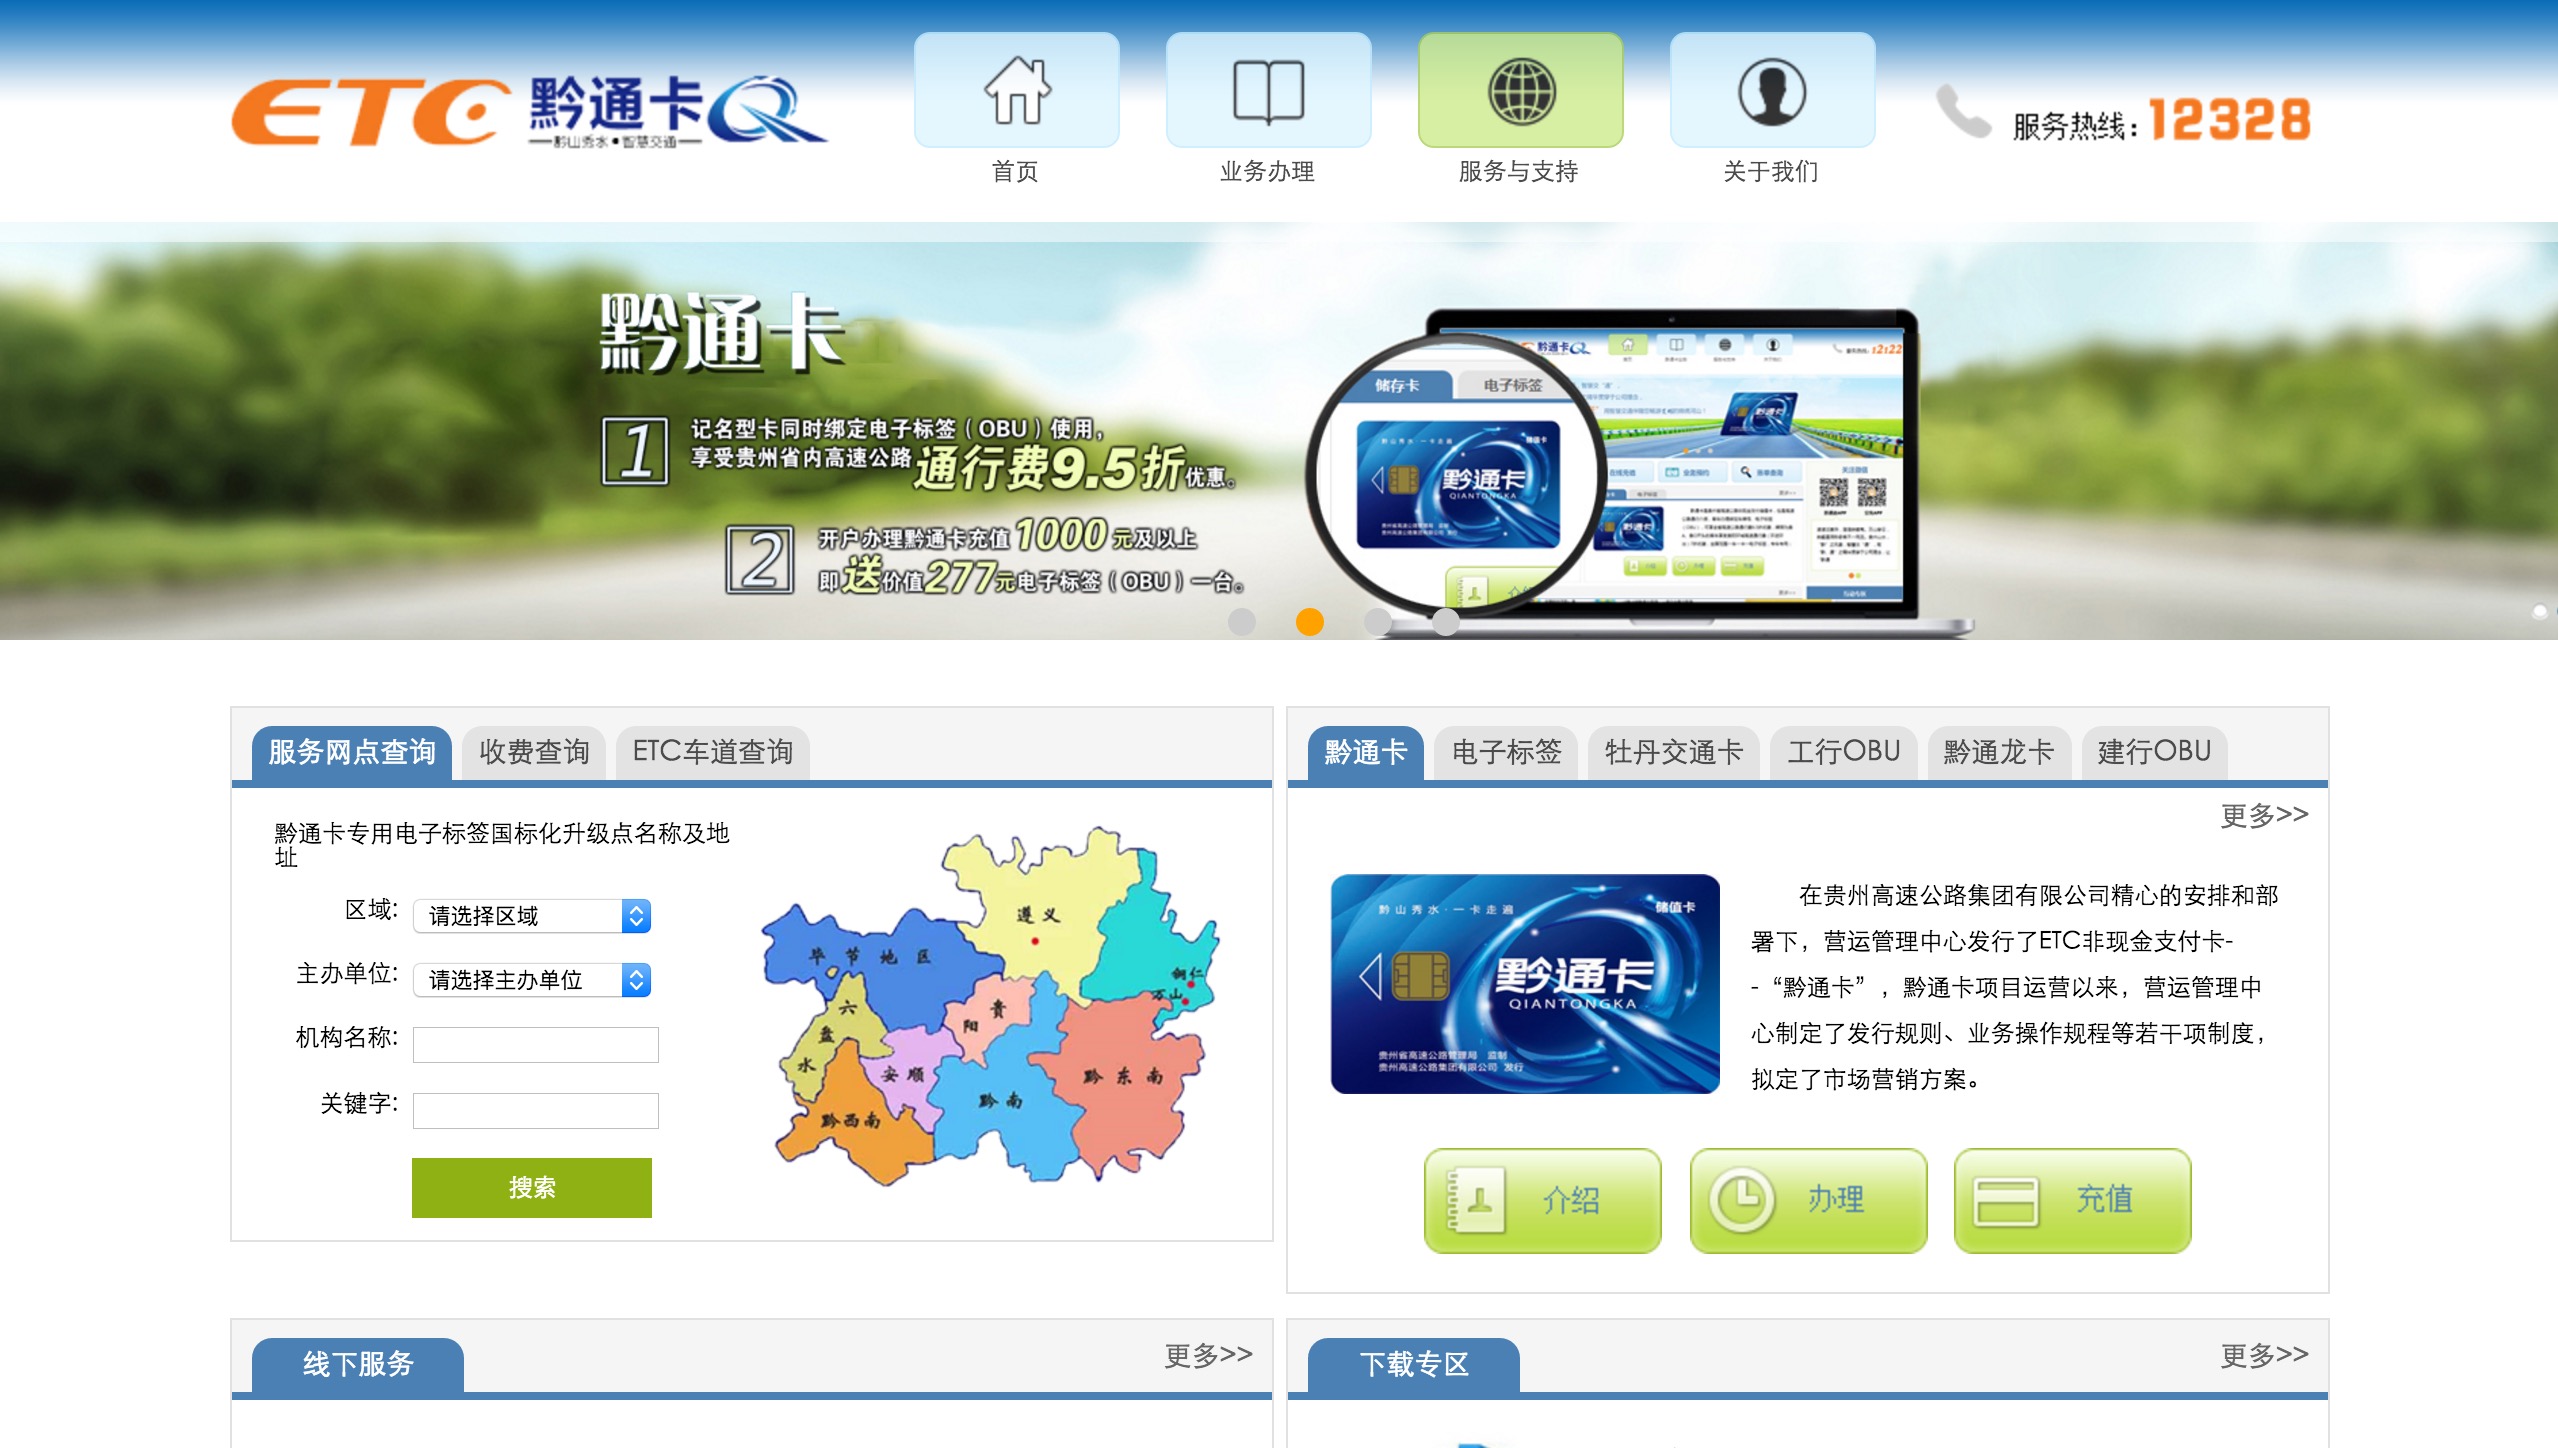 ETC 黔通卡
黔山秀水•智慧交通
首页
业务办理
服务与支持
关于我们
服务热线：12328
黔通卡
1
记名型卡同时绑定电子标签（OBU）使用，
享受贵州省内高速公路通行费9.5折优惠。
2
开户办理黔通卡充值1000元及以上
即送价值277元电子标签（OBU）一台。
储存卡
电子标签
黔通卡
12122
黔山秀水·一卡走遍
储值卡
黔通卡
QIANTONGKA
服务网点查询
收费查询
ETC车道查询
黔通卡专用电子标签国标化升级点名称及地
址
区域:
请选择区域
主办单位:
请选择主办单位
机构名称:
关键字:
搜索
遵义
毕节地区
铜仁
万山
六盘水
贵阳
安顺
黔东南
黔南
黔西南
黔通卡
电子标签
牡丹交通卡
工行OBU
黔通龙卡
建行OBU
更多>>
黔山秀水·一卡走遍
储值卡
黔通卡
QIANTONGKA
贵州省高速公路管理局 监制
贵州高速公路集团有限公司 发行
在贵州高速公路集团有限公司精心的安排和部
署下，营运管理中心发行了ETC非现金支付卡-
-“黔通卡”，黔通卡项目运营以来，营运管理中
心制定了发行规则、业务操作规程等若干项制度，
拟定了市场营销方案。
介绍
办理
充值
线下服务
更多>>
下载专区
更多>>